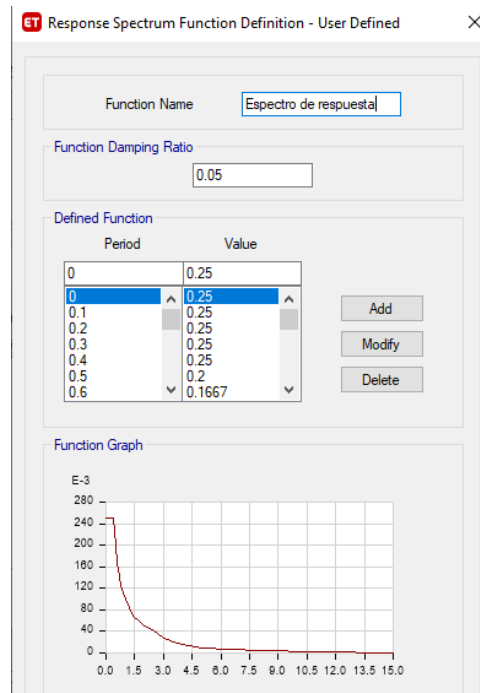 ET Response Spectrum Function Definition - User Defined
Function Name Espectro de respuesta
Function Damping Ratio
0.05
Defined Function
Period Value
0 0.25
0 0.25
0.1 0.25
0.2 0.25
0.3 0.25
0.4 0.25
0.5 0.2
0.6 0.1667
Add
Modify
Delete
Function Graph
E-3
280
240
200
160
120
80
40
0
0.0 1.5 3.0 4.5 6.0 7.5 9.0 10.5 12.0 13.5 15.0